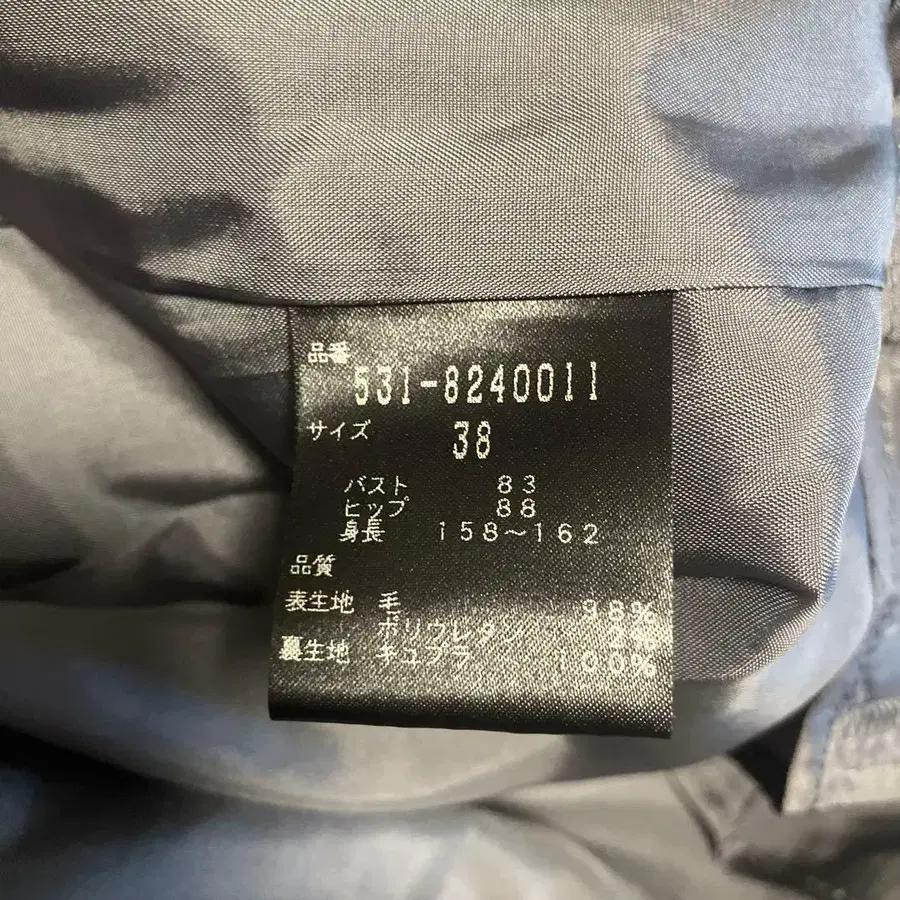 品番
531-8240011
サイズ 38
バスト 83
ヒップ 88
身長 158〜162
品質
表生地 毛 98%
ポリウレタン 2%
裏生地 キュプラ 100%